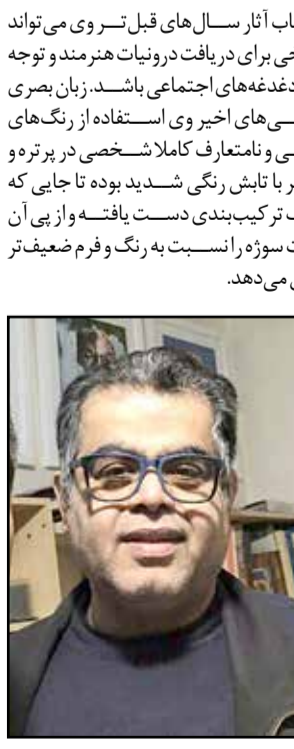 اب آثار سال‌های قبل‌تر وی می‌تواند
حی برای دریافت درونیات هنرمند و توجه
دغدغه‌های اجتماعی باشد. زبان بصری
ی‌های اخیر وی استفاده از رنگ‌های
ی و نامتعارف کاملا شخصی در پرتره و
ر با تابش رنگی شدید بوده تا جایی که
ترکیب‌بندی دست یافته و از پی آن
ت سوژه را نسبت به رنگ و فرم ضعیف‌تر
می‌دهد.